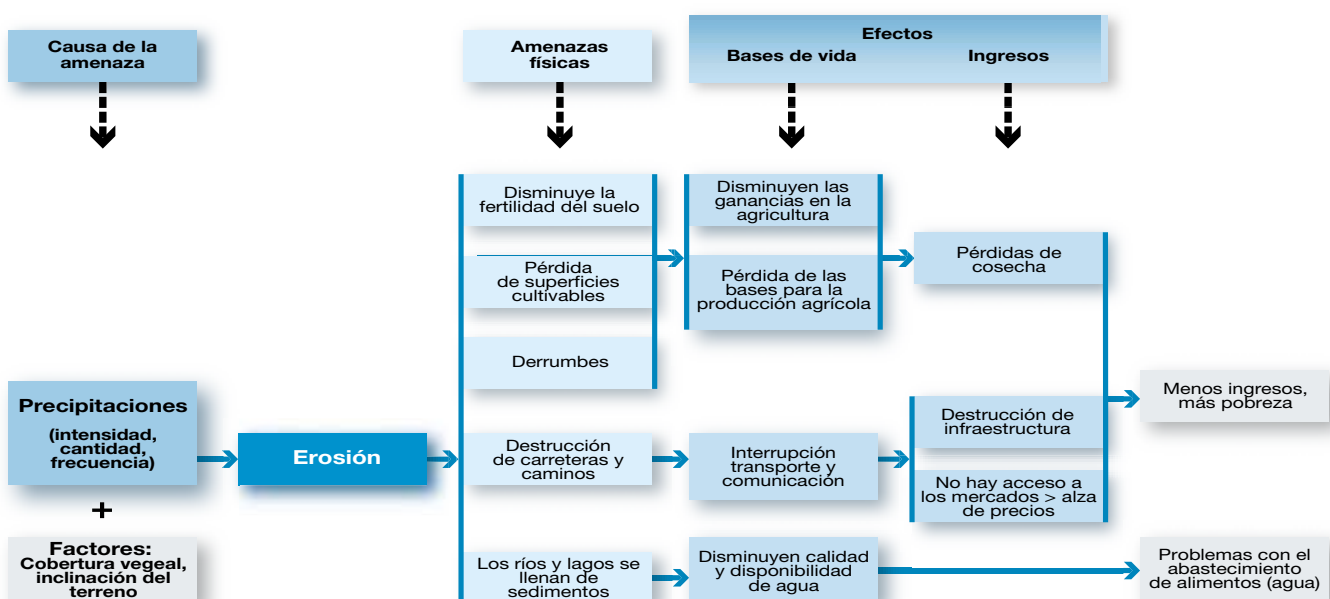 Causa de la
amenaza
Amenazas
físicas
Efectos
Bases de vida
Ingresos
Disminuye la
fertilidad del suelo
Pérdida
de superficies
cultivables
Derrumbes
Disminuyen las
ganancias en la
agricultura
Pérdida de las
bases para la
producción agrícola
Pérdidas de
cosecha
Precipitaciones
(intensidad,
cantidad,
frecuencia)
+
Factores:
Cobertura vegeal,
inclinación del
terreno
Erosión
Destrucción
de carreteras y
caminos
Interrupción
transporte y
comunicación
Destrucción de
infraestructura
No hay acceso a
los mercados > alza
de precios
Menos ingresos,
más pobreza
Los ríos y lagos se
llenan de
sedimentos
Disminuyen calidad
y disponibilidad
de agua
Problemas con el
abastecimiento
de alimentos (agua)